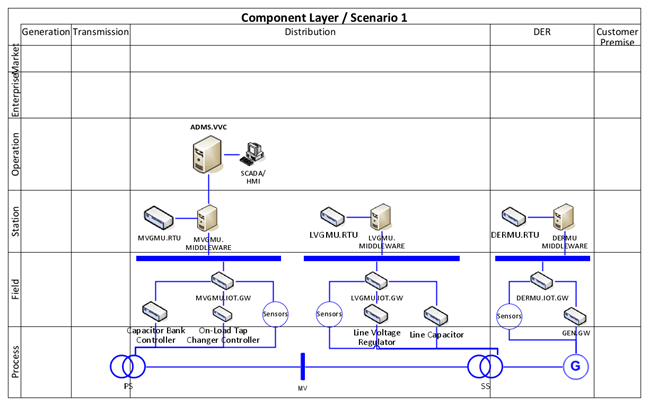 Component Layer / Scenario 1
Generation Transmission Distribution DER Customer
Premise
Market
Enterprise
Operation
ADMS.VVC
SCADA/
HMI
Station
MVGMU.RTU MVGMU.
MIDDLEWARE
LVGMU.RTU LVGMU.
MIDDLEWARE
DERMU.RTU DERMU
MIDDLEWARE
Field
MVGMU.IOT.GW LVGMU.IOT.GW DERMU.IOT.GW
Sensors Sensors Sensors
Capacitor Bank
Controller
On-Load Tap
Changer Controller
Line Voltage
Regulator
Line Capacitor
GEN.GW
Process
PS MV SS G